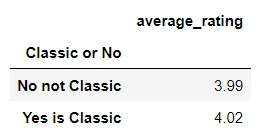 average_rating
Classic or No
No not Classic 3.99
Yes is Classic 4.02